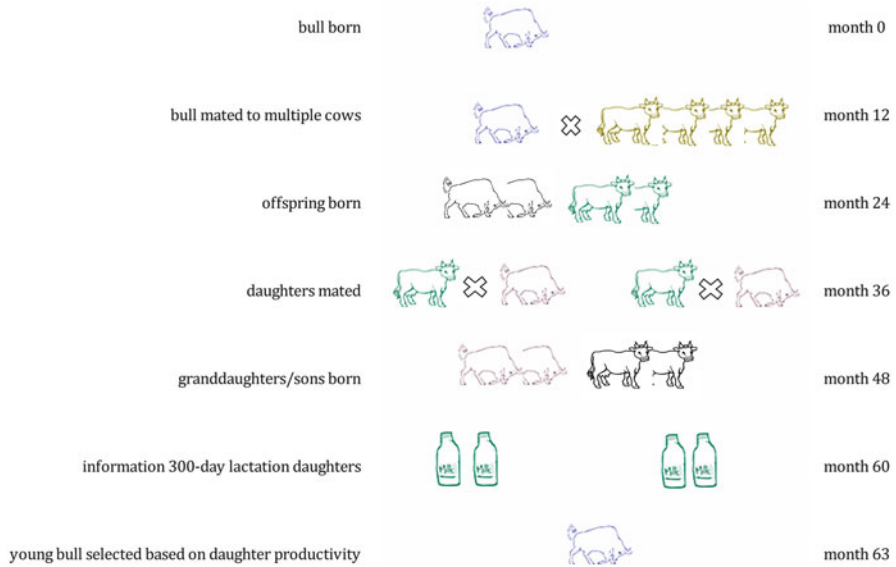 bull born month 0
bull mated to multiple cows month 12
offspring born month 24
daughters mated month 36
granddaughters/sons born month 48
Milk Milk
information 300-day lactation daughters month 60
young bull selected based on daughter productivity month 63